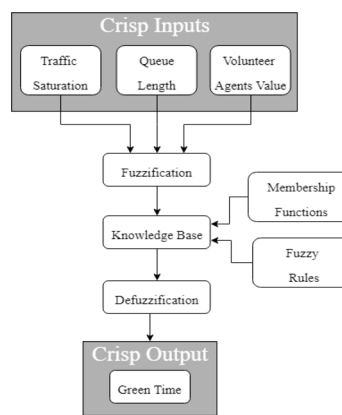 Crisp Inputs
Traffic
Saturation
Queue
Length
Volunteer
Agents Value
Fuzzification
Membership
Functions
Knowledge Base
Fuzzy
Rules
Defuzzification
Crisp Output
Green Time